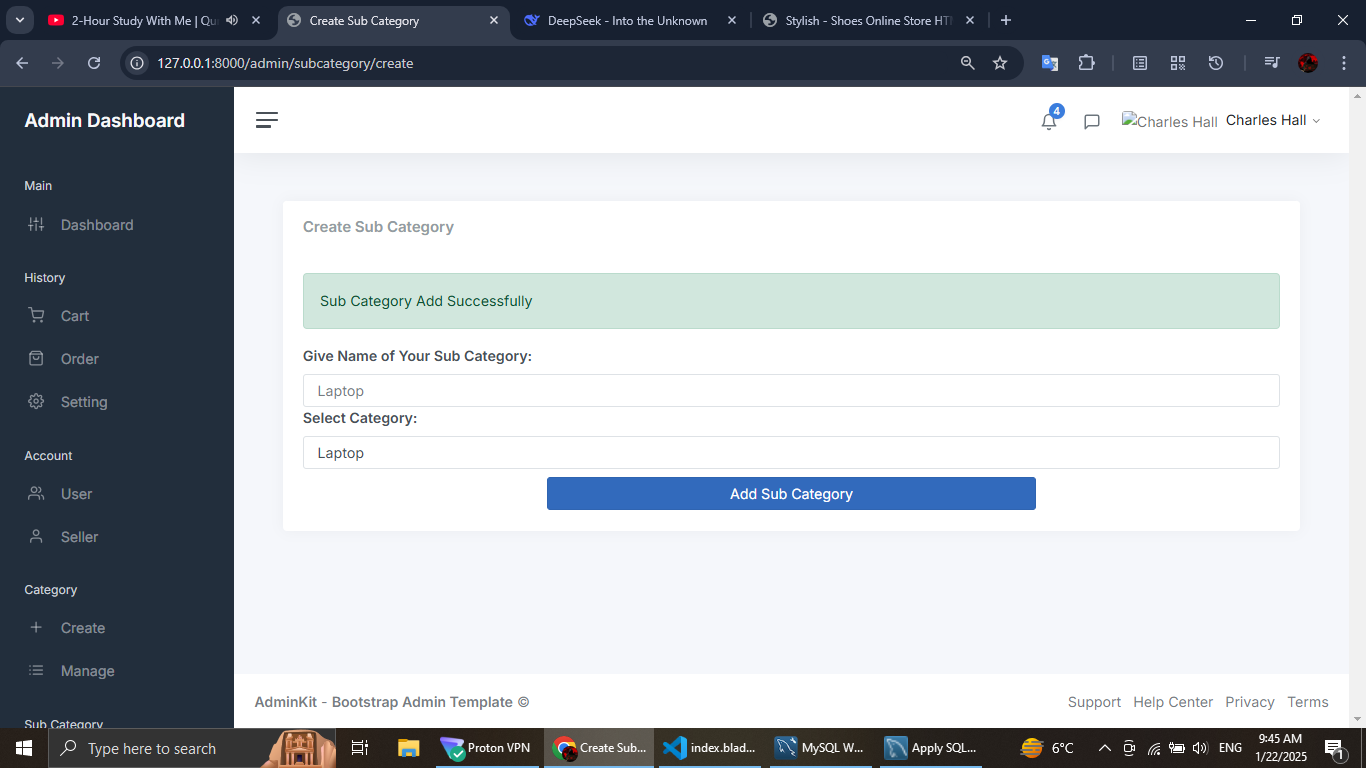 2-Hour Study With Me | Qu
Create Sub Category
DeepSeek - Into the Unknown
Stylish - Shoes Online Store HT
127.0.0.1:8000/admin/subcategory/create
Admin Dashboard
4
Charles Hall
Charles Hall
Main
Dashboard
History
Cart
Order
Setting
Account
User
Seller
Category
Create
Manage
Sub Category
Create Sub Category
Sub Category Add Successfully
Give Name of Your Sub Category:
Laptop
Select Category:
Laptop
Add Sub Category
AdminKit - Bootstrap Admin Template ©
Support Help Center Privacy Terms
Type here to search
Proton VPN
Create Sub...
index.blad...
MySQL W...
Apply SQL...
6°C
ENG
9:45 AM
1/22/2025
1